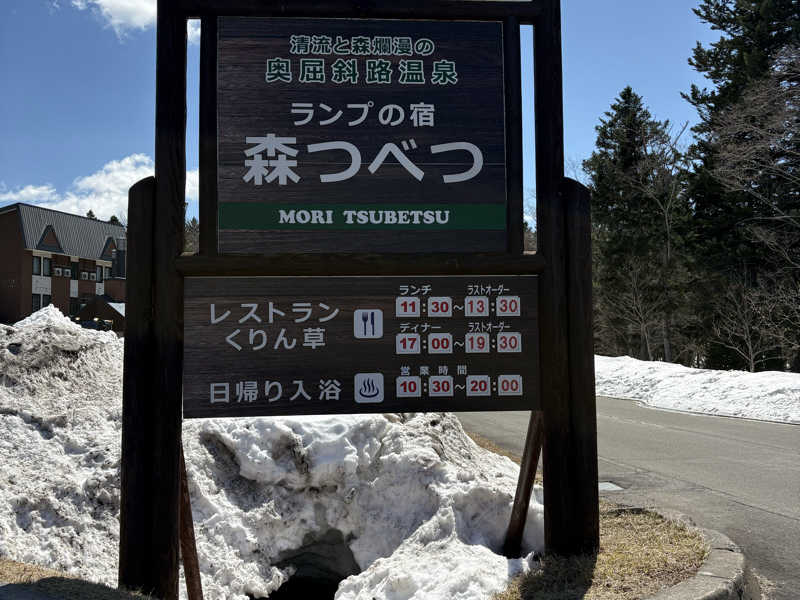 清流と森爛漫の
奥屈斜路温泉
ランプの宿
森つべつ
MORI TSUBETSU
レストラン
くりん草
ランチ ラストオーダー
11:30~13:30
ディナー ラストオーダー
17:00~19:30
日帰り入浴
営業時間
10:30~20:00